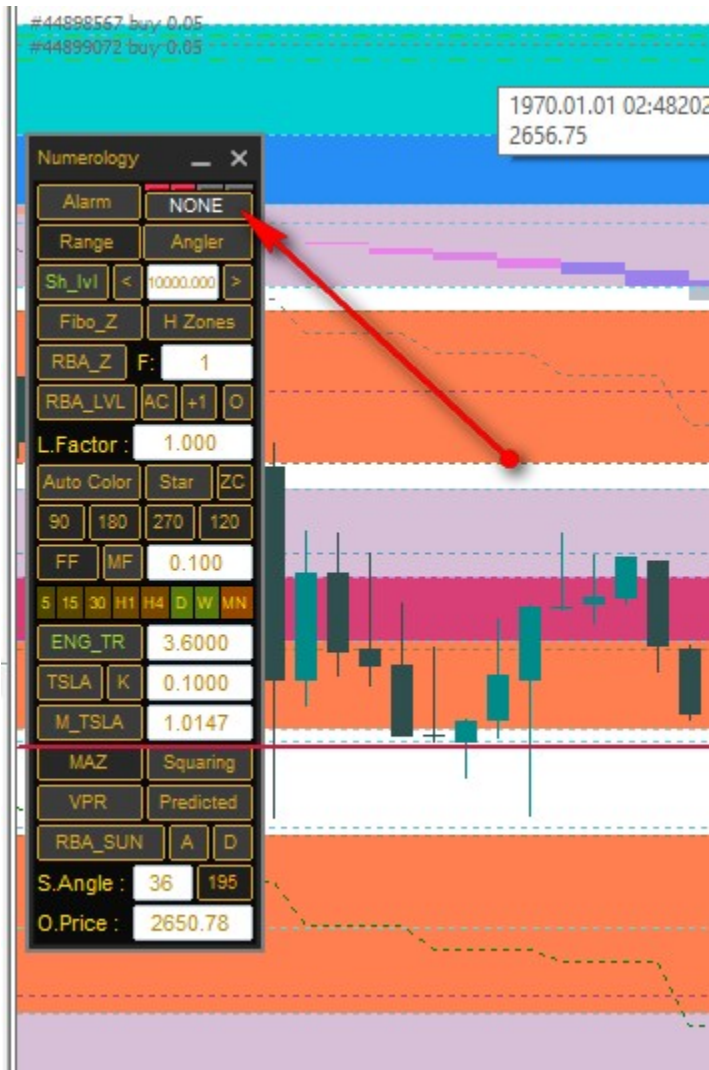 #44898567 buy 0.05
#44899072 buy 0.05
1970.01.01 02:48202
2656.75
Numerology
Alarm NONE
Range Angler
Sh_lvl < 10000.000 >
Fibo_Z H Zones
RBA_Z F: 1
RBA_LVL AC +1 O
L.Factor : 1.000
Auto Color Star ZC
90 180 270 120
FF MF 0.100
5 15 30 H1 H4 D W MN
ENG_TR 3.6000
TSLA K 0.1000
M_TSLA 1.0147
MAZ Squaring
VPR Predicted
RBA_SUN A D
S.Angle : 36 195
O.Price : 2650.78